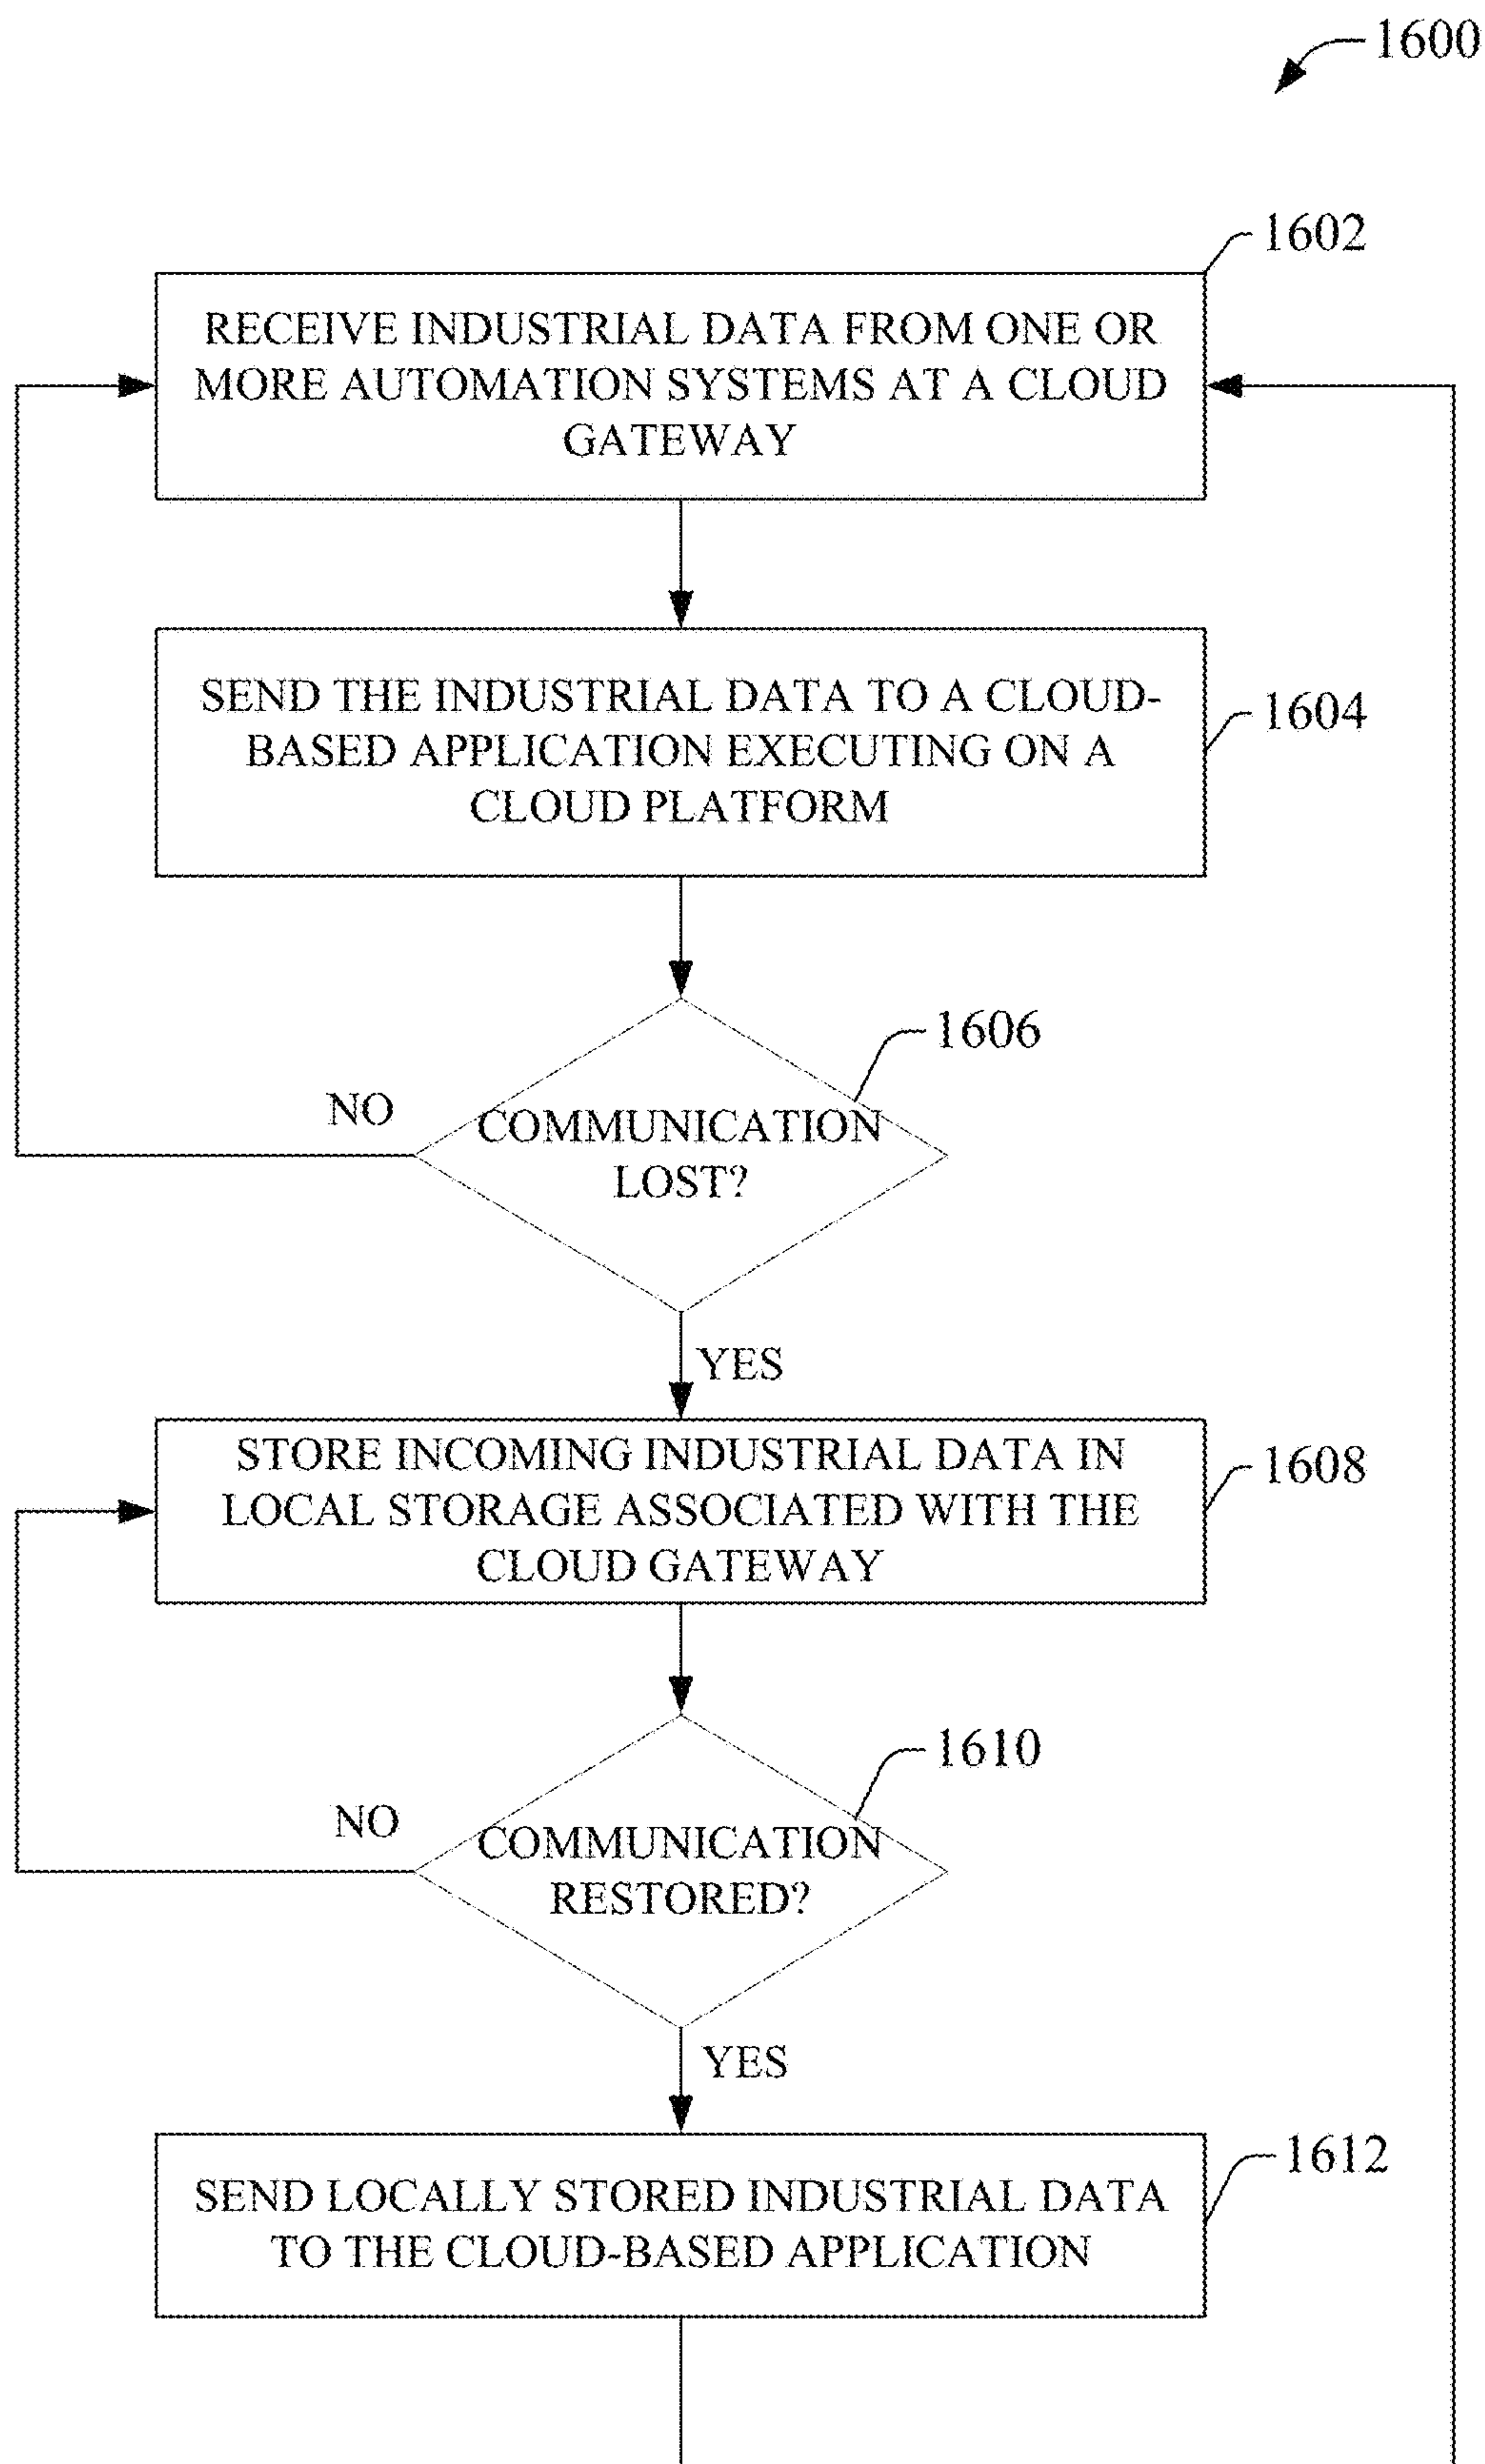 1600
1602
RECEIVE INDUSTRIAL DATA FROM ONE OR
MORE AUTOMATION SYSTEMS AT A CLOUD
GATEWAY
SEND THE INDUSTRIAL DATA TO A CLOUD-
BASED APPLICATION EXECUTING ON A
CLOUD PLATFORM
1604
1606
NO
COMMUNICATION
LOST?
YES
STORE INCOMING INDUSTRIAL DATA IN
LOCAL STORAGE ASSOCIATED WITH THE
CLOUD GATEWAY
1608
1610
NO
COMMUNICATION
RESTORED?
YES
1612
SEND LOCALLY STORED INDUSTRIAL DATA
TO THE CLOUD-BASED APPLICATION